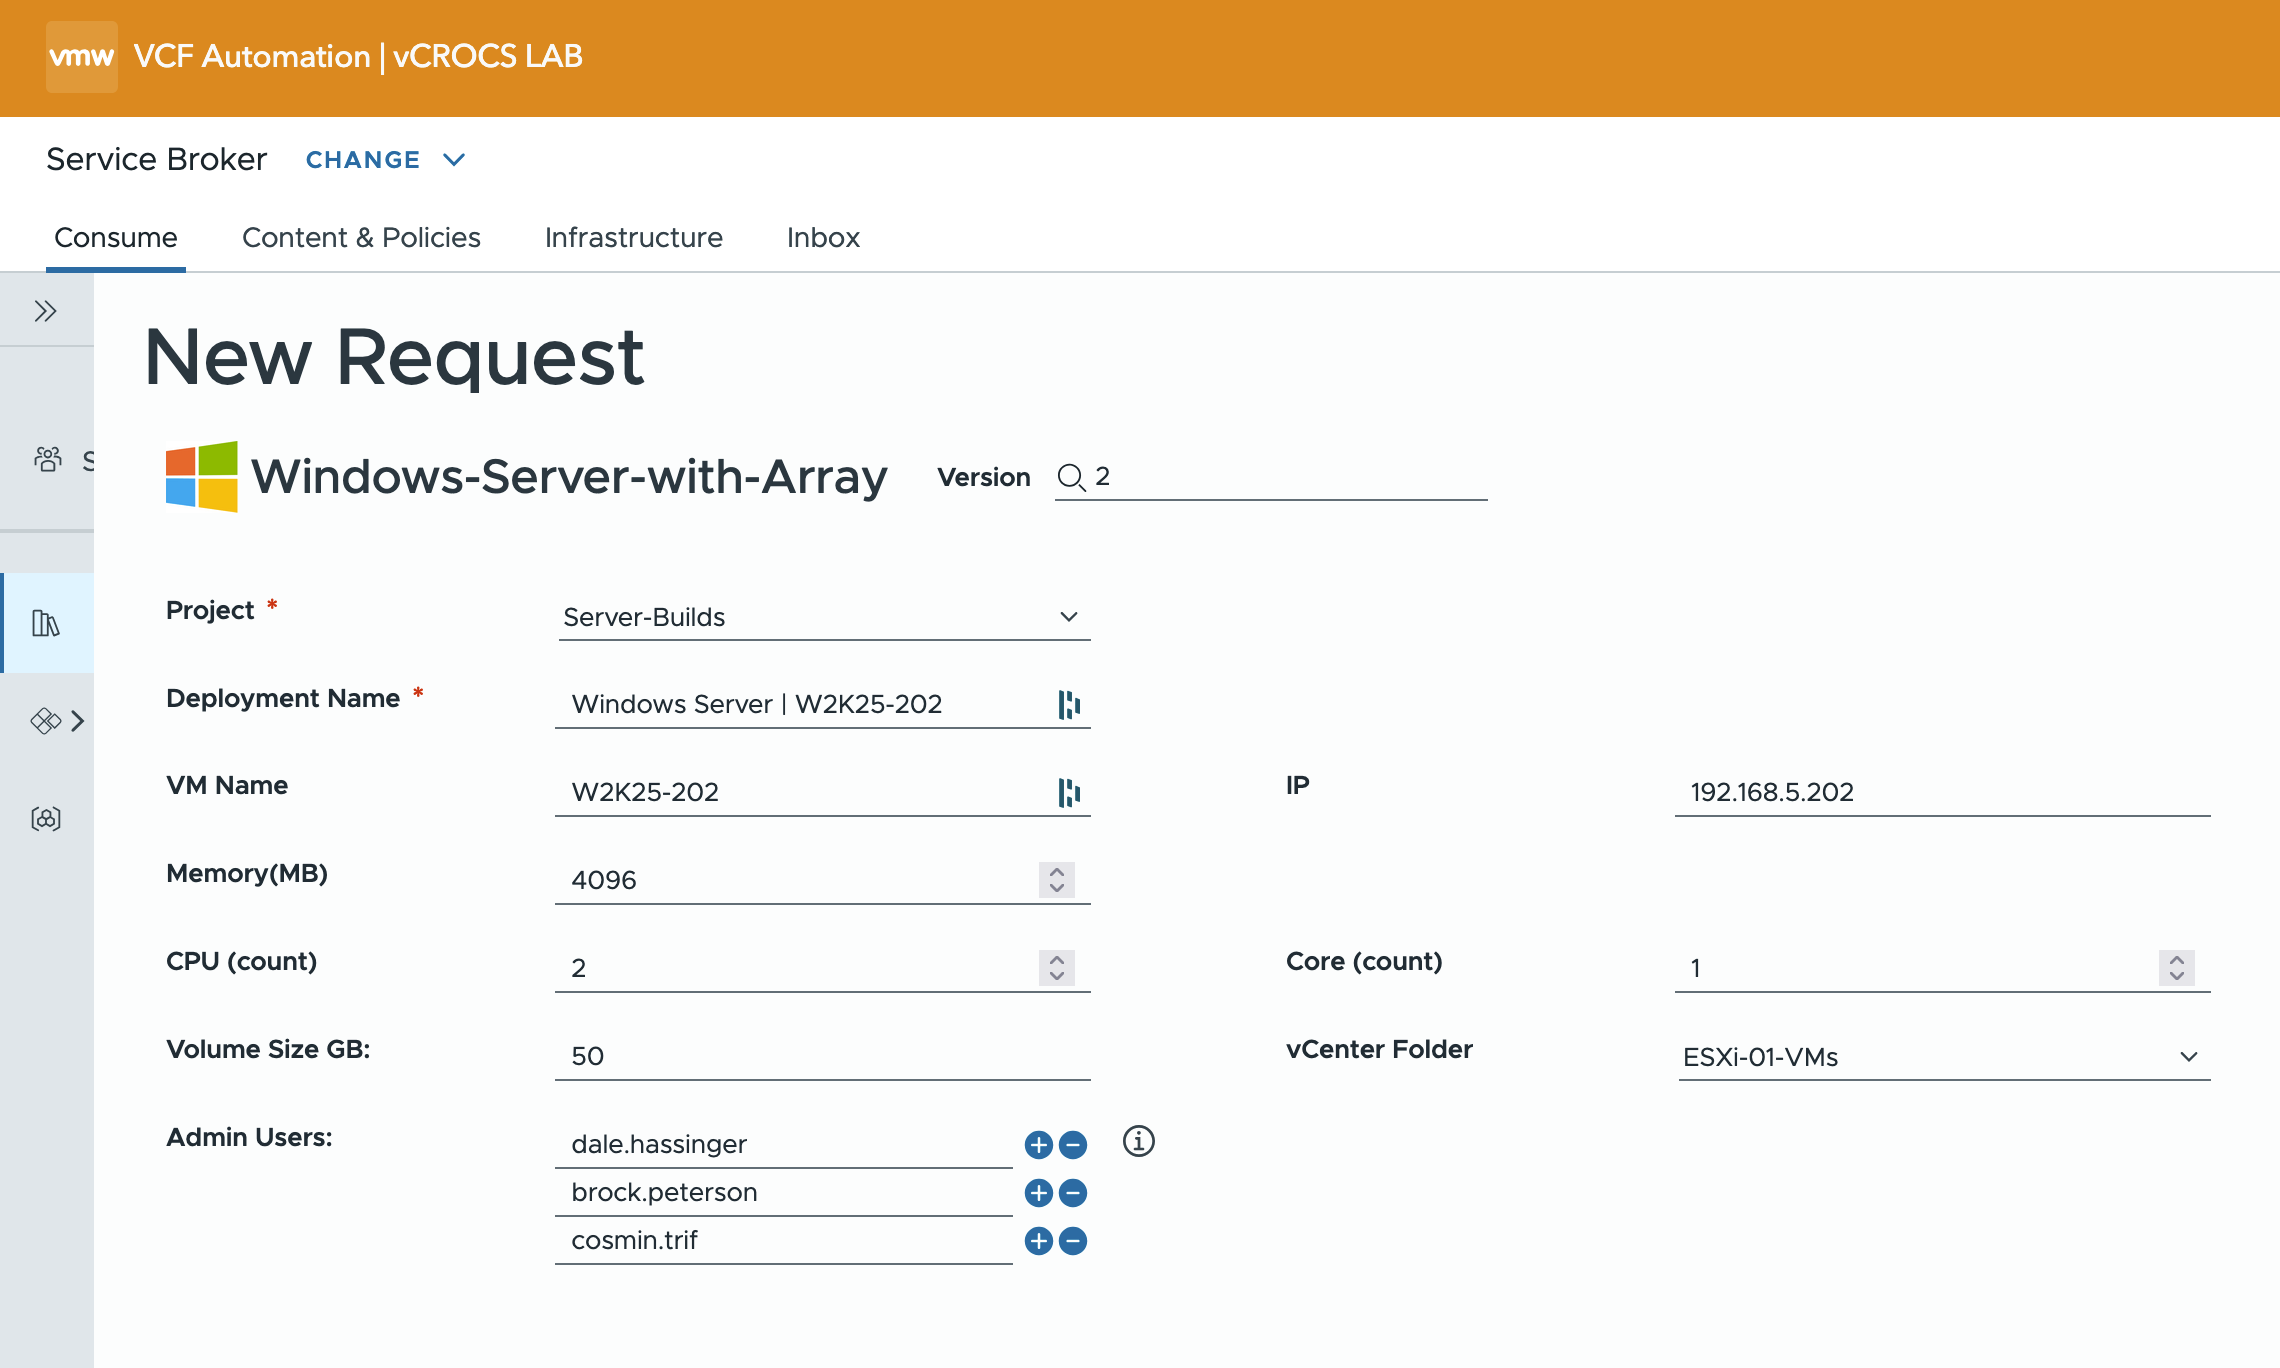 vmw VCF Automation | vCROCS LAB
Service Broker CHANGE
Consume Content & Policies Infrastructure Inbox
New Request
S
Windows-Server-with-Array Version 2
Project * Server-Builds
Deployment Name * Windows Server | W2K25-202
VM Name W2K25-202 IP 192.168.5.202
Memory(MB) 4096
CPU (count) 2 Core (count) 1
Volume Size GB: 50 vCenter Folder ESXi-01-VMs
Admin Users: dale.hassinger
brock.peterson
cosmin.trif